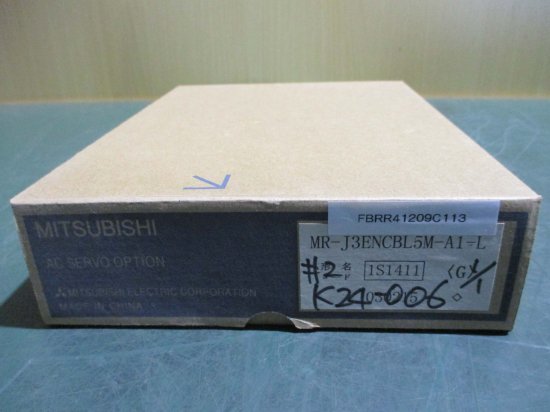 FBRR41209C113
MITSUBISHI
MR-J3ENCBL5M-A1-L
AC SERVO OPTION
1S1411 〈G〉
#2 1/1
K24-006
MITSUBISHI ELECTRIC CORPORATION
MADE IN CHINA